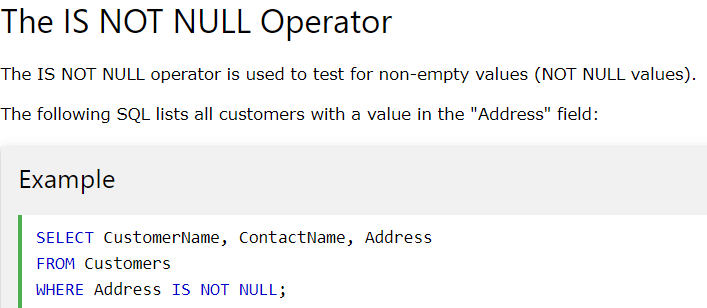 The IS NOT NULL Operator
The IS NOT NULL operator is used to test for non-empty values (NOT NULL values).
The following SQL lists all customers with a value in the "Address" field:
Example
SELECT CustomerName, ContactName, Address
FROM Customers
WHERE Address IS NOT NULL;